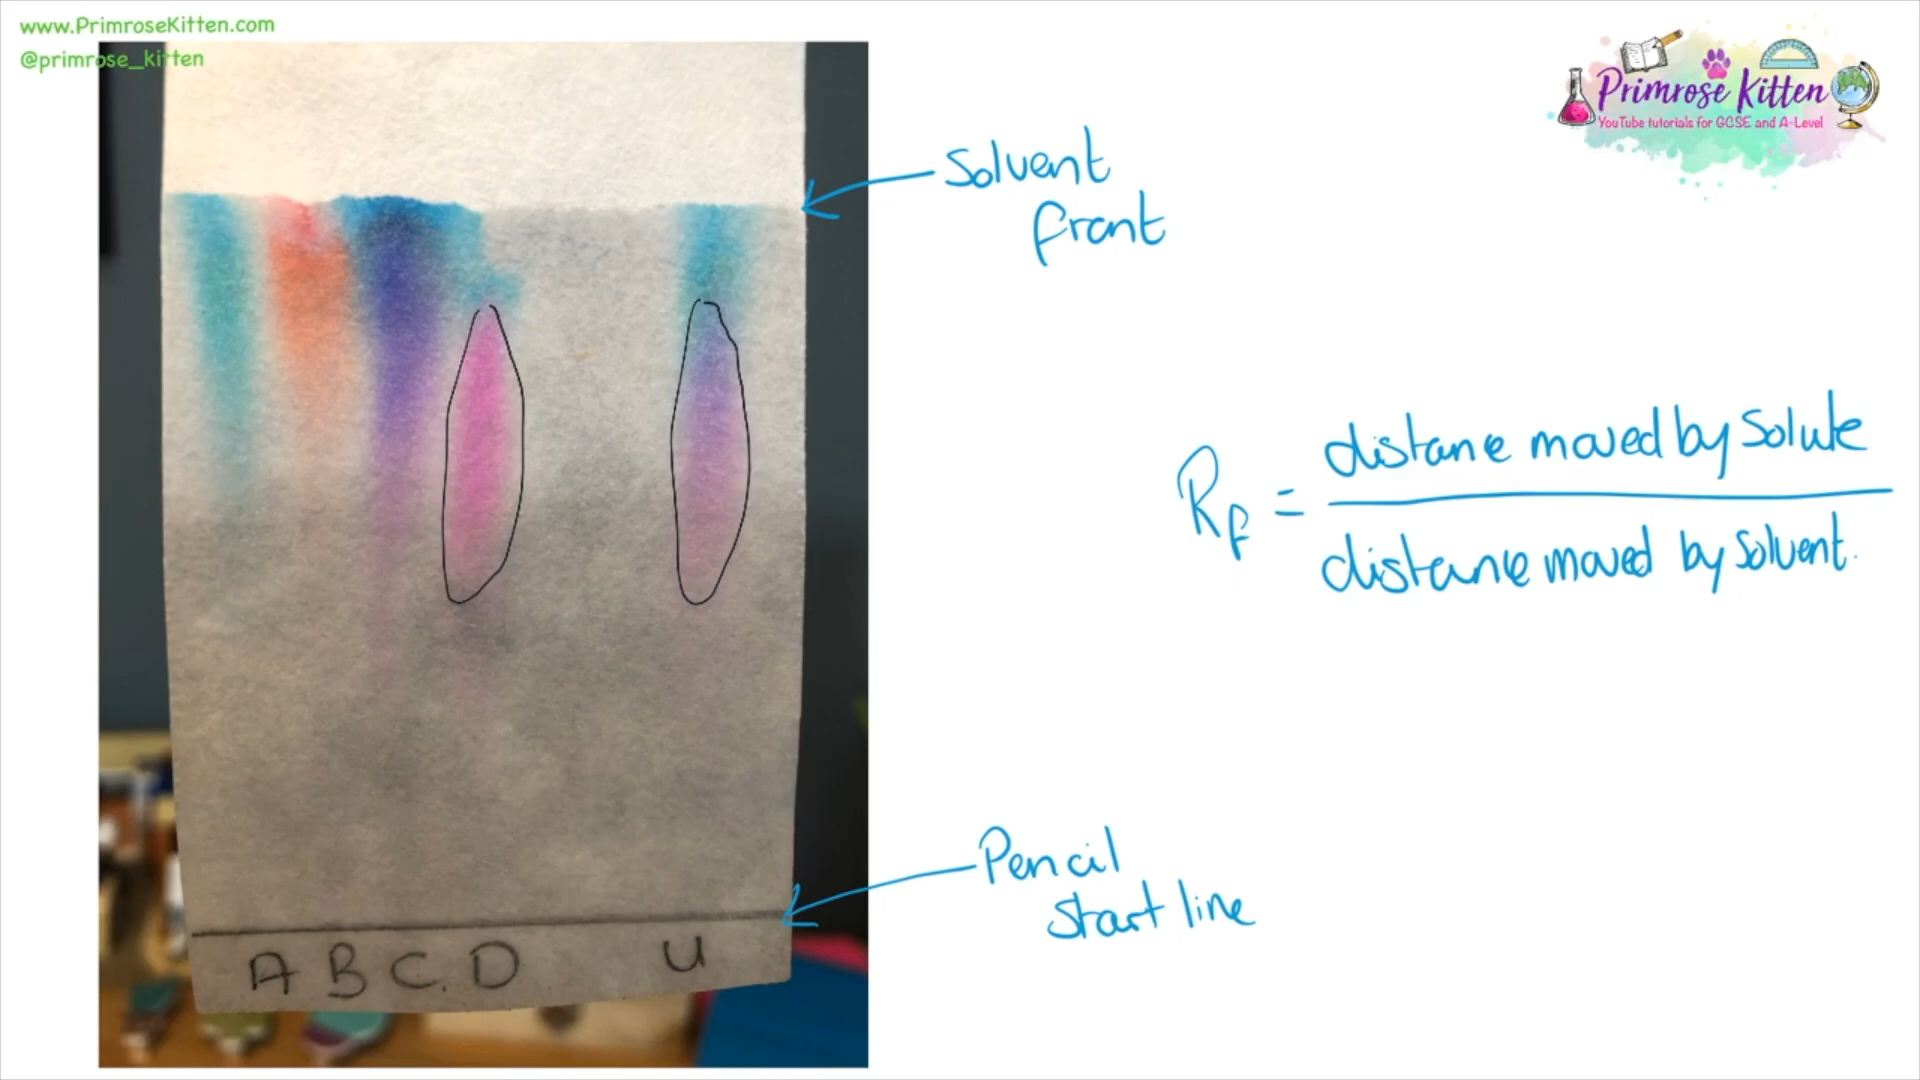 www.PrimroseKitten.com
@primrose_kitten
Primrose Kitten
YouTube tutorials for GCSE and A-Level
Solvent
front
Rf = distance moved by Solute
distance moved by Solvent.
Pencil
Start line
A B C. D U